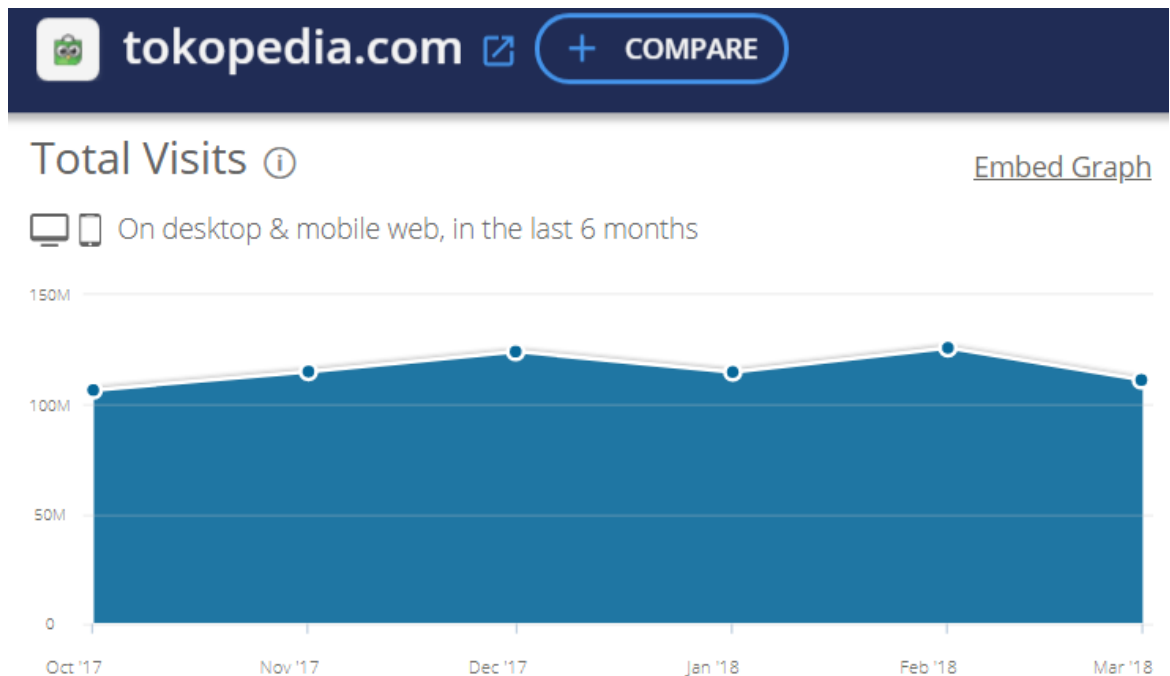 tokopedia.com + COMPARE
Total Visits i
Embed Graph
On desktop & mobile web, in the last 6 months
150M
100M
50M
0
Oct '17 Nov '17 Dec '17 Jan '18 Feb '18 Mar '18